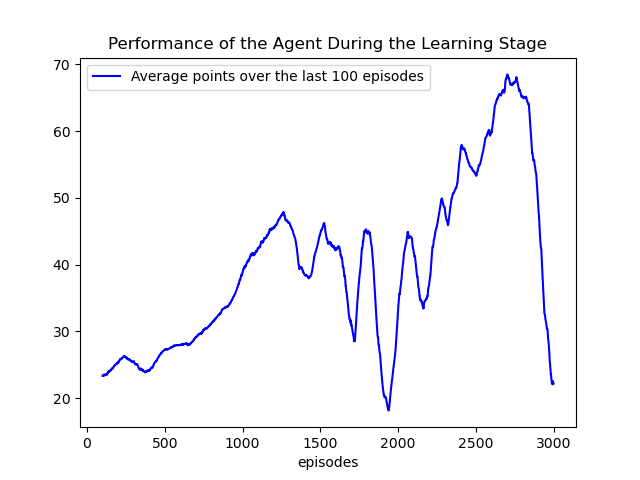 Performance of the Agent During the Learning Stage
Average points over the last 100 episodes
70
60
50
40
30
20
0 500 1000 1500 2000 2500 3000
episodes